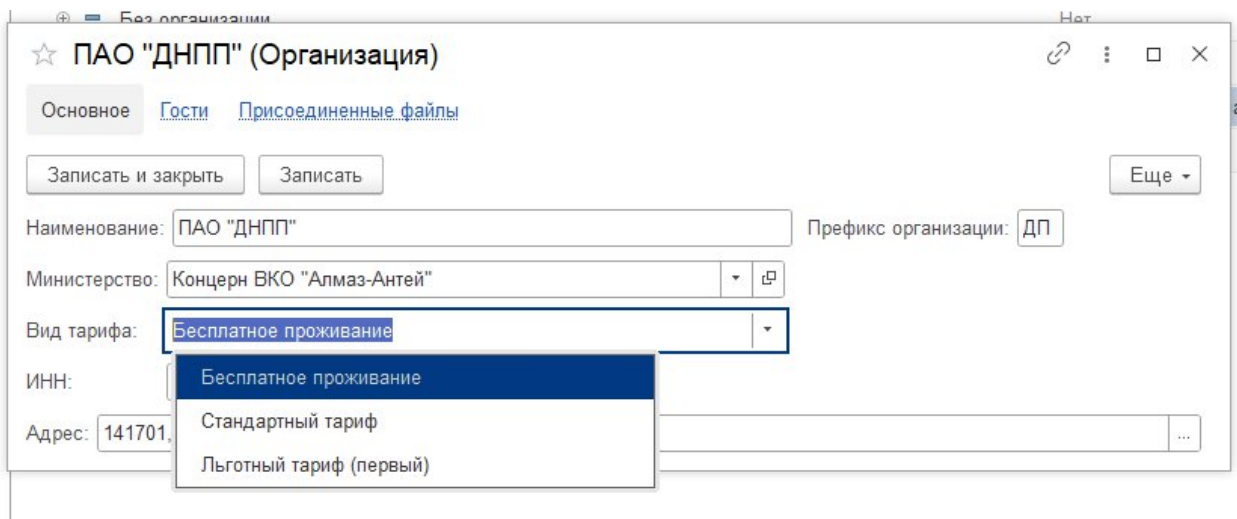 Без организации Нет
ПАО "ДНПП" (Организация)
Основное Гости Присоединенные файлы
Записать и закрыть Записать Еще
Наименование: ПАО "ДНПП" Префикс организации: ДП
Министерство: Концерн ВКО "Алмаз-Антей"
Вид тарифа: Бесплатное проживание
Бесплатное проживание
ИНН:
Стандартный тариф
Адрес: 141701, ...
Льготный тариф (первый)